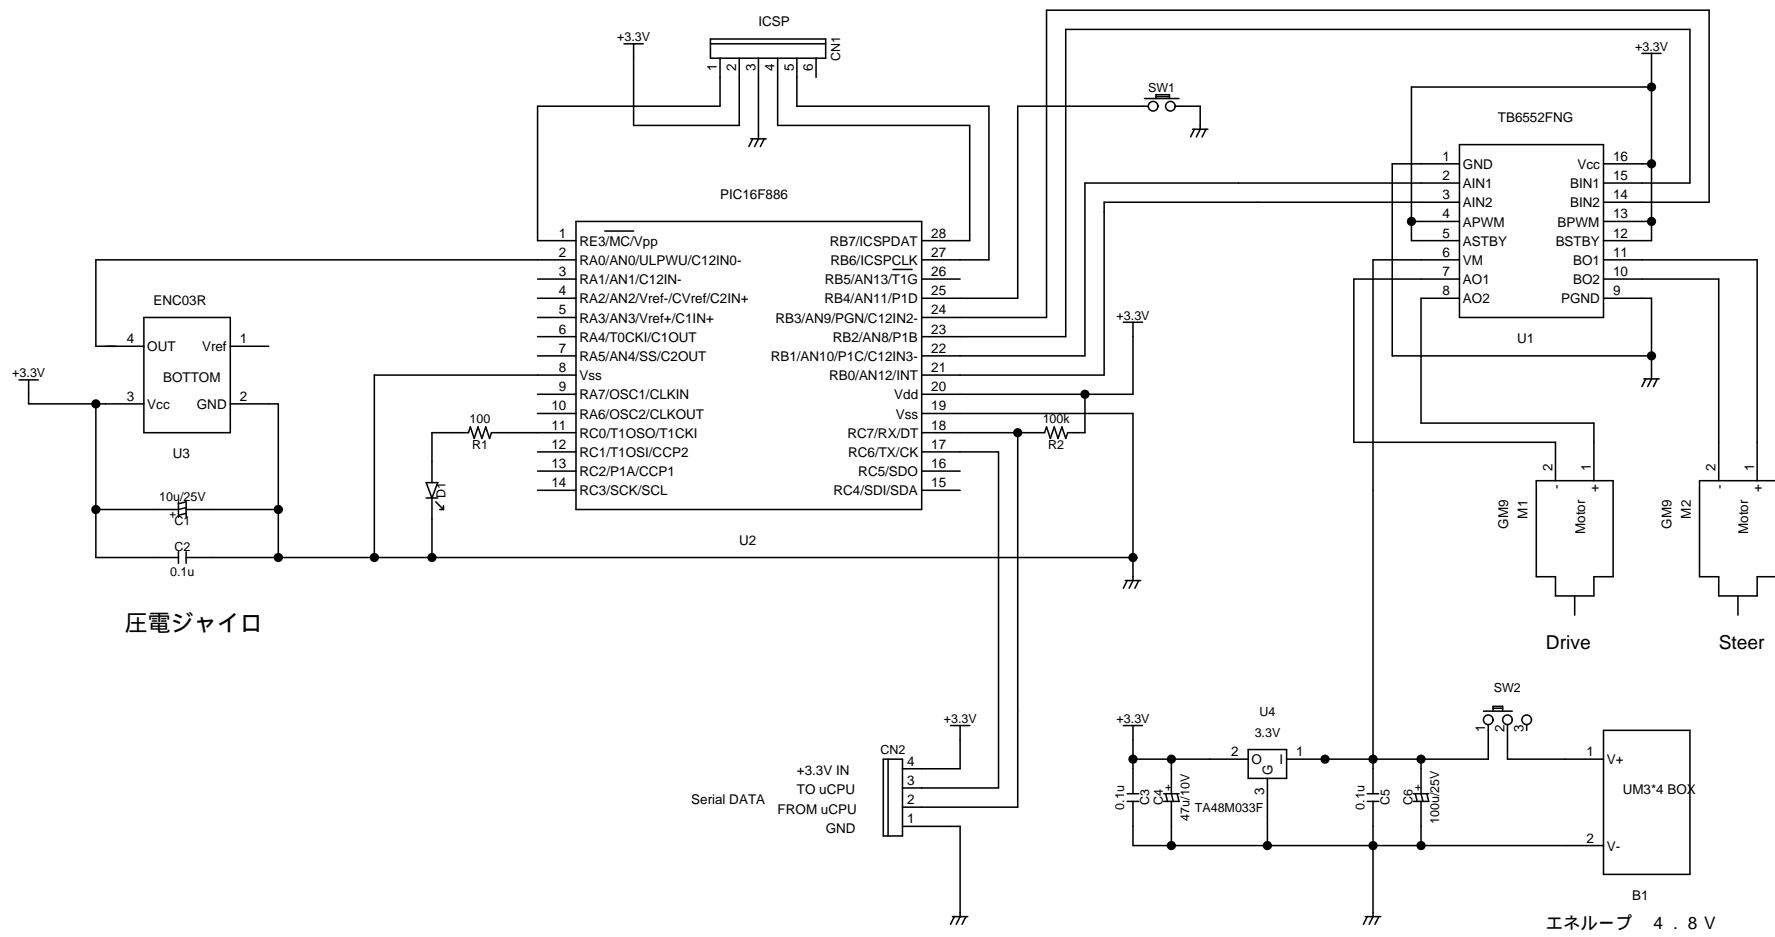 ICSP
+3.3V
CN1
1
2
3
4
5
6
+3.3V
SW1
TB6552FNG
PIC16F886
1 GND
2 AIN1
3 AIN2
4 APWM
5 ASTBY
6 VM
7 AO1
8 AO2
Vcc 16
BIN1 15
BIN2 14
BPWM 13
BSTBY 12
BO1 11
BO2 10
PGND 9
U1
1 RE3/MC/Vpp
2 RA0/AN0/ULPWU/C12IN0-
3 RA1/AN1/C12IN-
4 RA2/AN2/Vref-/CVref/C2IN+
5 RA3/AN3/Vref+/C1IN+
6 RA4/T0CKI/C1OUT
7 RA5/AN4/SS/C2OUT
8 Vss
9 RA7/OSC1/CLKIN
10 RA6/OSC2/CLKOUT
11 RC0/T1OSO/T1CKI
12 RC1/T1OSI/CCP2
13 RC2/P1A/CCP1
14 RC3/SCK/SCL
RB7/ICSPDAT 28
RB6/ICSPCLK 27
RB5/AN13/T1G 26
RB4/AN11/P1D 25
RB3/AN9/PGN/C12IN2- 24
RB2/AN8/P1B 23
RB1/AN10/P1C/C12IN3- 22
RB0/AN12/INT 21
Vdd 20
Vss 19
RC7/RX/DT 18
RC6/TX/CK 17
RC5/SDO 16
RC4/SDI/SDA 15
U2
ENC03R
4 OUT
Vref 1
BOTTOM
3 Vcc
GND 2
U3
+3.3V
10u/25V
+
C1
C2
0.1u
圧電ジャイロ
100
R1
D1
+3.3V
100k
R2
2
1
-
+
Motor
GM9
M1
Drive
2
1
-
+
Motor
GM9
M2
Steer
+3.3V
CN2
+3.3V IN 4
TO uCPU 3
Serial DATA
FROM uCPU 2
GND 1
+3.3V
0.1u
C3
C4
+
47u/10V
U4
3.3V
2 O
I 1
G
3
TA48M033F
0.1u
C5
C6
+
100u/25V
SW2
1
2
3
1 V+
UM3*4 BOX
2 V-
B1
エネループ ４．８Ｖ